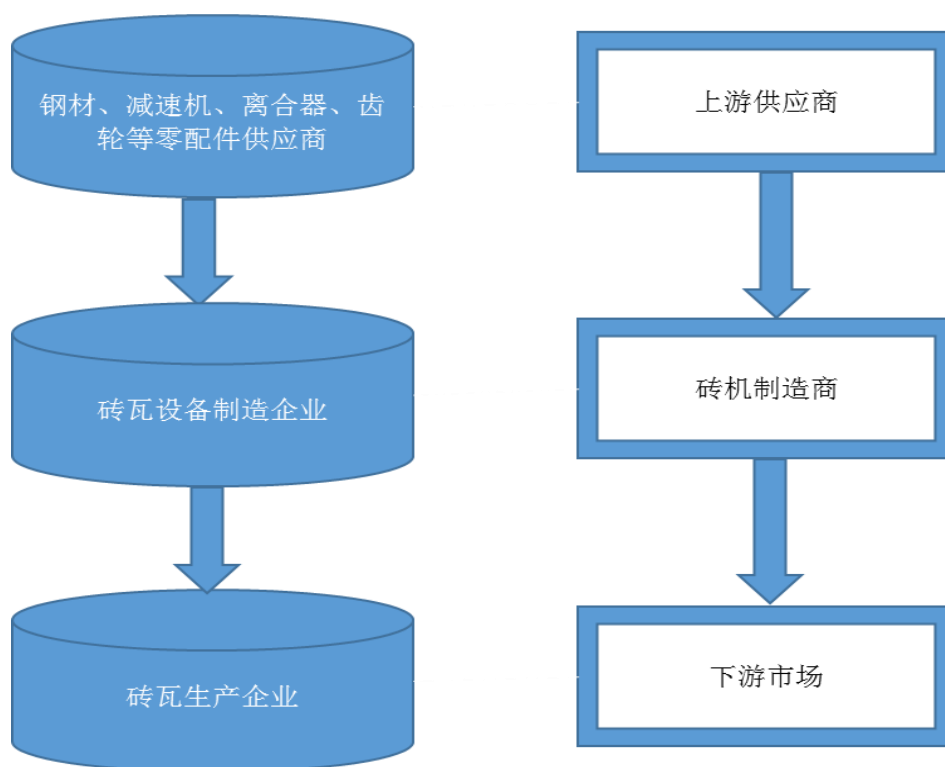 钢材、减速机、离合器、齿
轮等零配件供应商
上游供应商
砖瓦设备制造企业
砖机制造商
砖瓦生产企业
下游市场